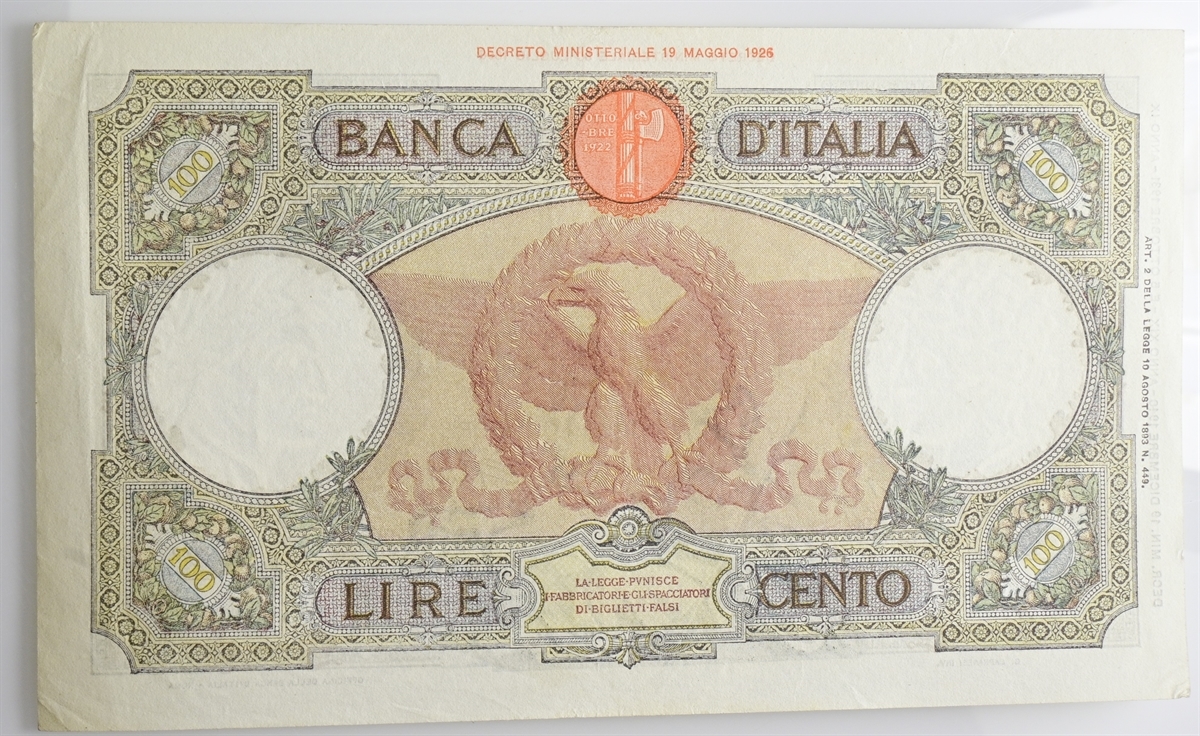 DECRETO MINISTERIALE 19 MAGGIO 1926
BANCA D'ITALIA
OTTO
-BRE
1922
100
100
ART. 2 DELLA LEGGE 10 AGOSTO 1893 N. 449.
100
100
LIRE CENTO
LA·LEGGE·PVNISCE
I·FABBRICATORI·E·GLI·SPACCIATORI
DI·BIGLIETTI·FALSI